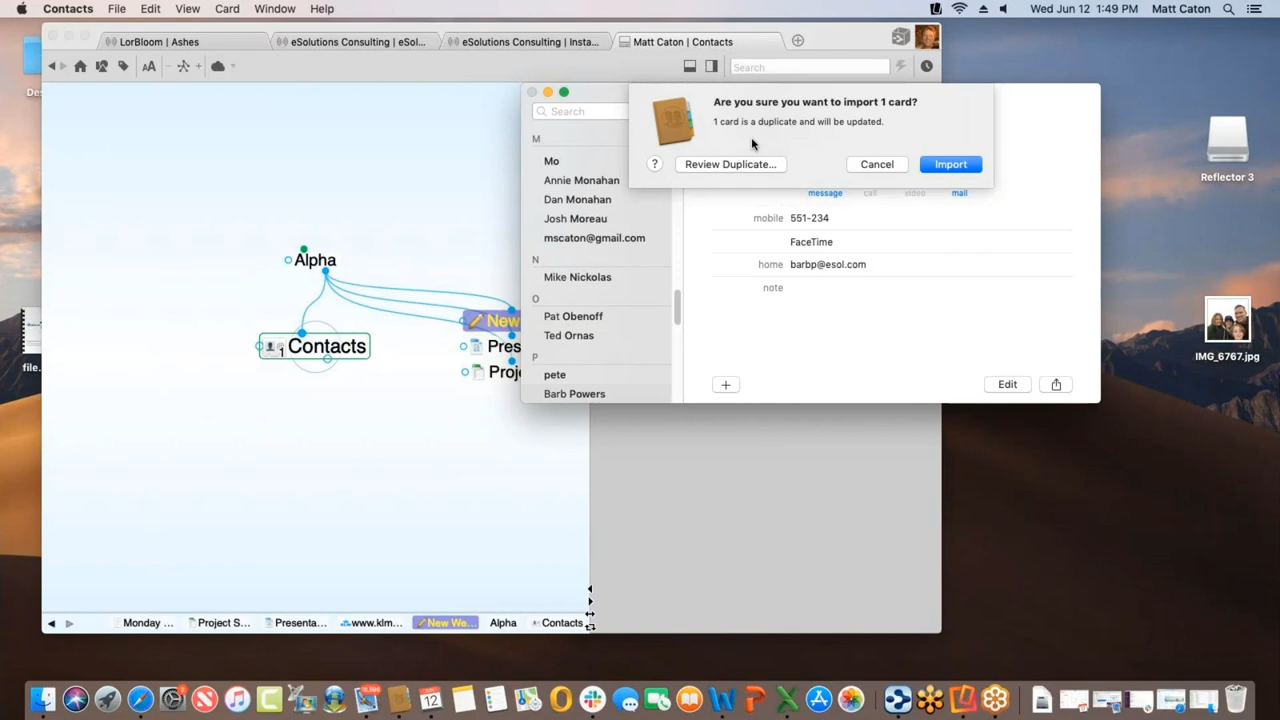 Contacts File Edit View Card Window Help Wed Jun 12 1:49 PM Matt Caton
LorBloom | Ashes eSolutions Consulting | eSol... eSolutions Consulting | Insta... Matt Caton | Contacts
AA Search
Search
M
Mo
Annie Monahan
Dan Monahan
Josh Moreau
mscaton@gmail.com
N
Mike Nickolas
O
Pat Obenoff
Ted Ornas
P
pete
Barb Powers
Are you sure you want to import 1 card?
1 card is a duplicate and will be updated.
? Review Duplicate... Cancel Import
message call video mail
mobile 551-234
FaceTime
home barbp@esol.com
note
+ Edit
Alpha
New
Pres
Proj
1 Contacts
Monday ... Project S... Presenta... www.klm... New We... Alpha Contacts
Reflector 3
IMG_6767.jpg
file.
12